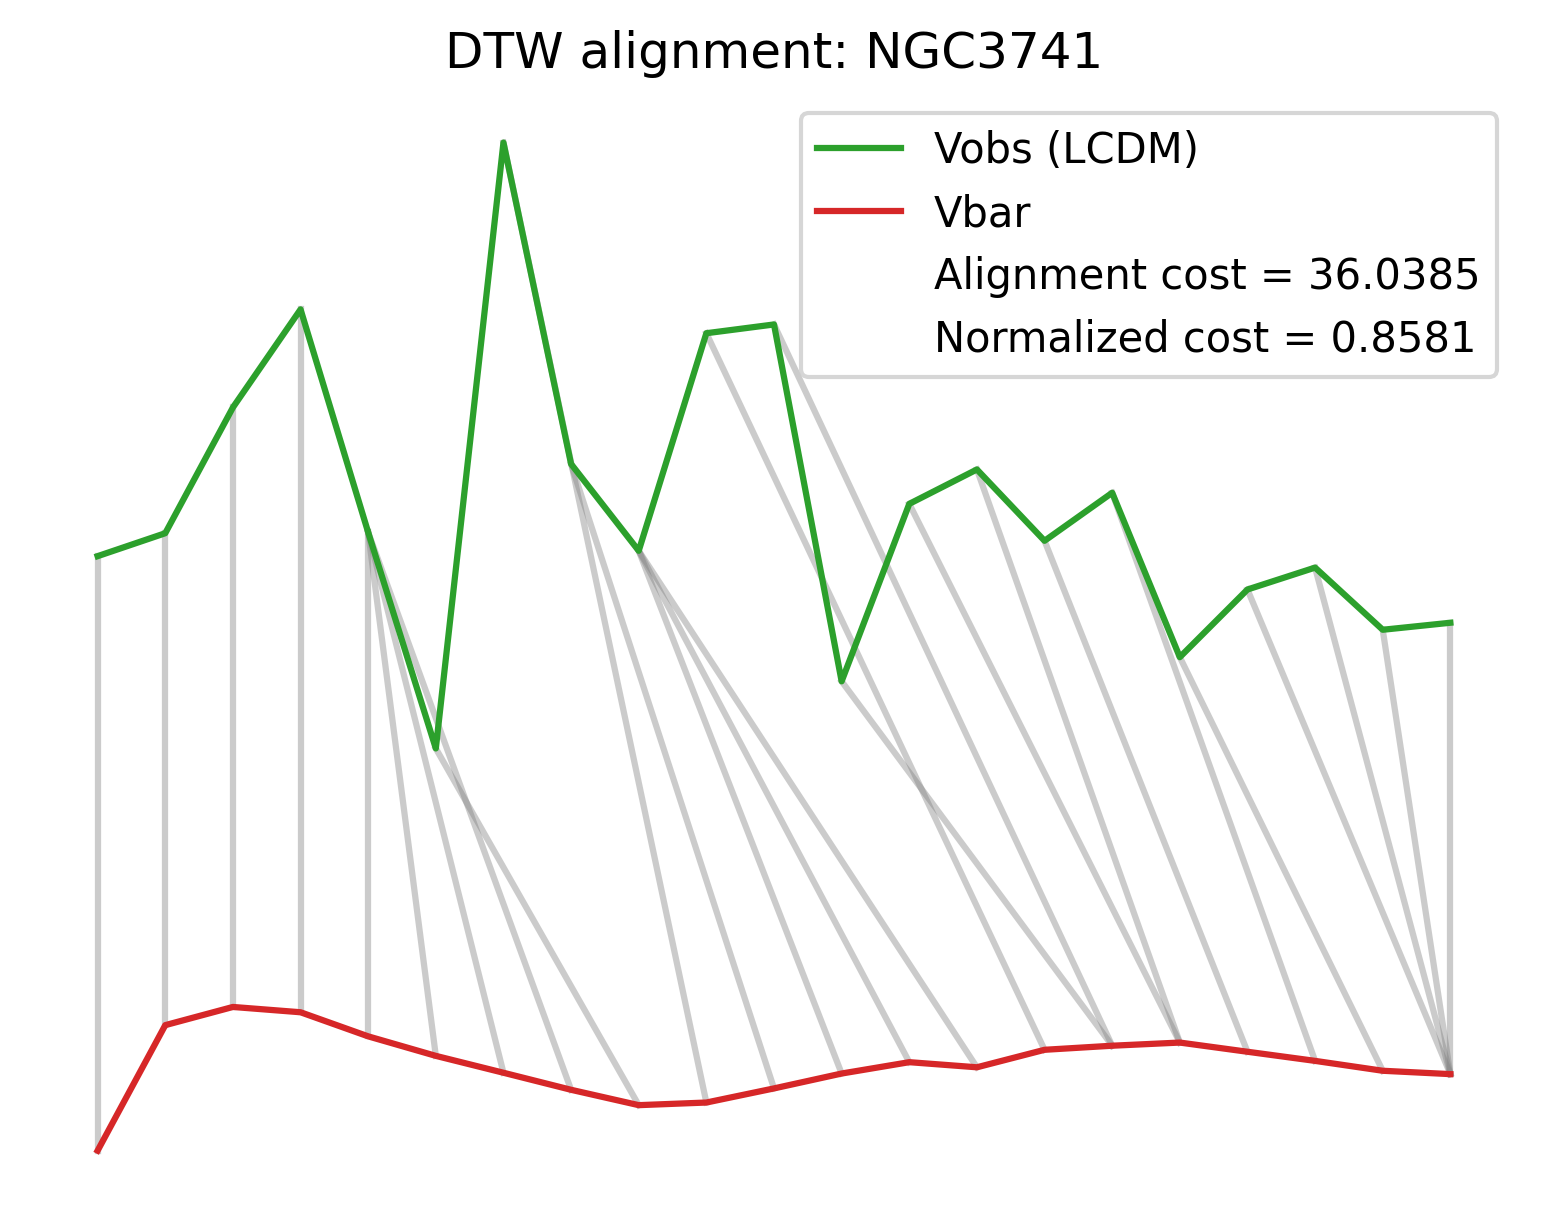 DTW alignment: NGC3741
Vobs (LCDM)
Vbar
Alignment cost = 36.0385
Normalized cost = 0.8581